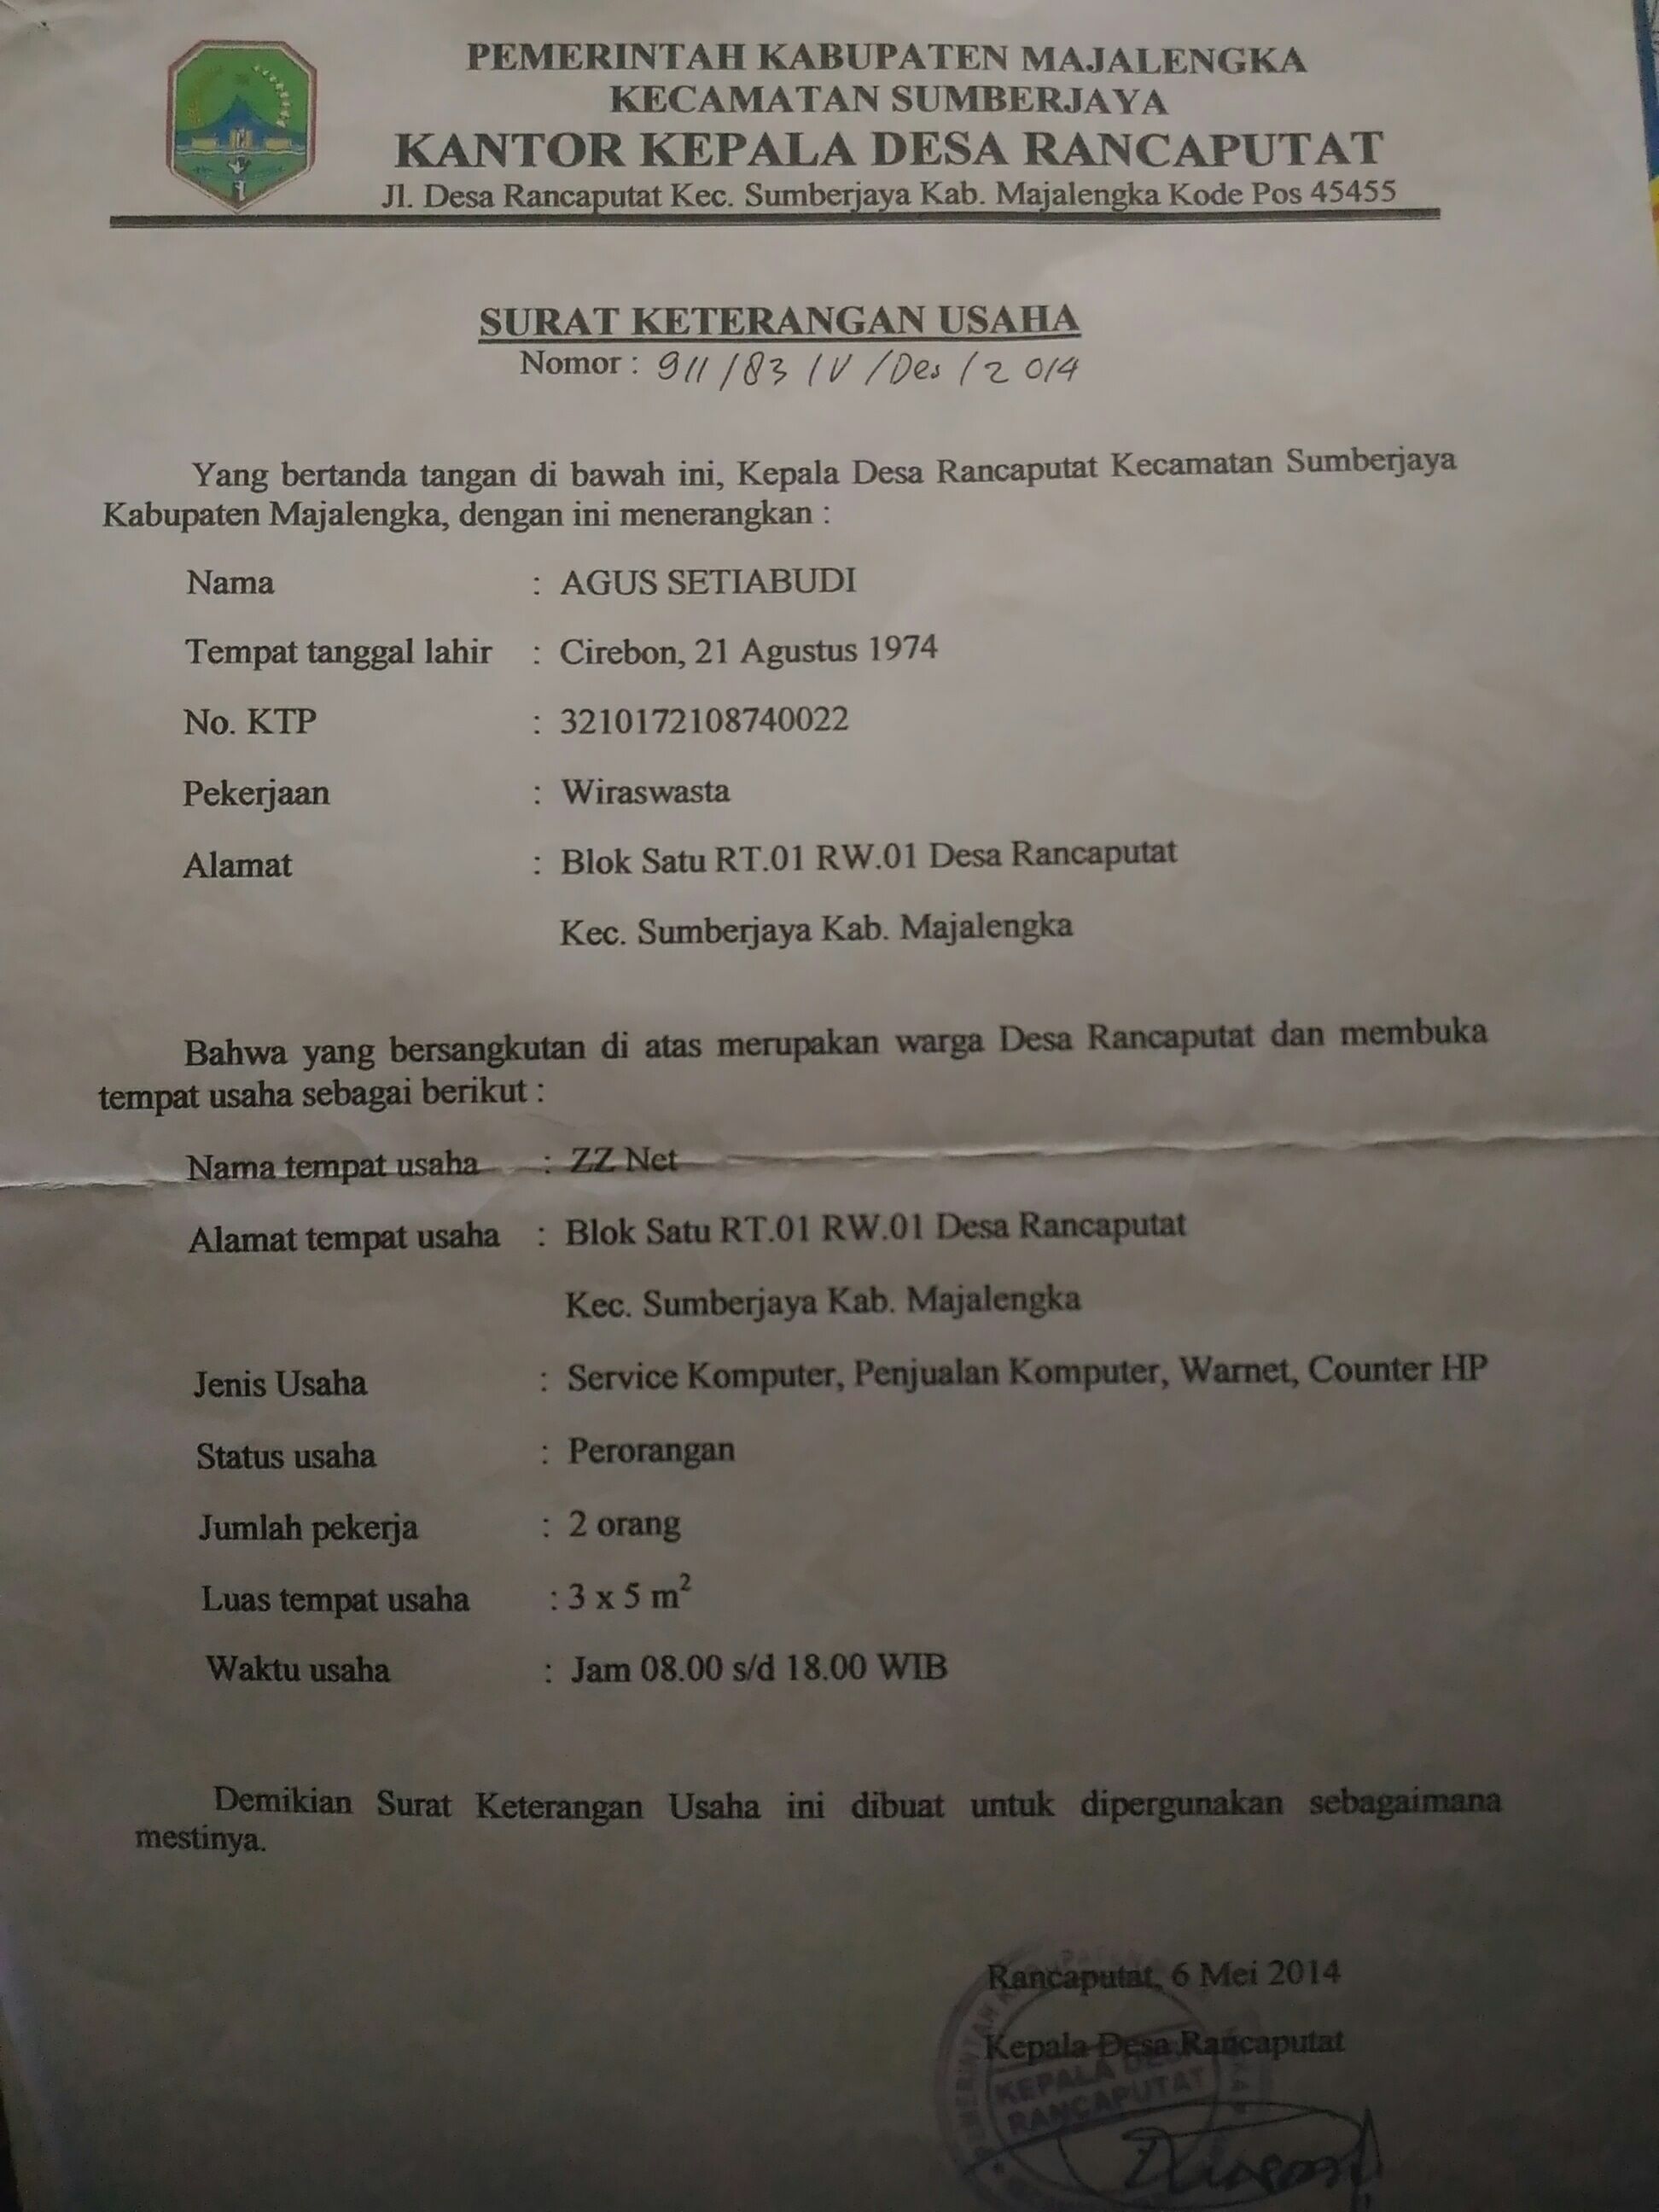 PEMERINTAH KABUPATEN MAJALENGKA
KECAMATAN SUMBERJAYA
KANTOR KEPALA DESA RANCAPUTAT
Jl. Desa Rancaputat Kec. Sumberjaya Kab. Majalengka Kode Pos 45455
SURAT KETERANGAN USAHA
Nomor : 911/83/V/Des/2014
Yang bertanda tangan di bawah ini, Kepala Desa Rancaputat Kecamatan Sumberjaya
Kabupaten Majalengka, dengan ini menerangkan :
Nama : AGUS SETIABUDI
Tempat tanggal lahir : Cirebon, 21 Agustus 1974
No. KTP : 3210172108740022
Pekerjaan : Wiraswasta
Alamat : Blok Satu RT.01 RW.01 Desa Rancaputat
Kec. Sumberjaya Kab. Majalengka
Bahwa yang bersangkutan di atas merupakan warga Desa Rancaputat dan membuka
tempat usaha sebagai berikut :
Nama tempat usaha : ZZ Net
Alamat tempat usaha : Blok Satu RT.01 RW.01 Desa Rancaputat
Kec. Sumberjaya Kab. Majalengka
Jenis Usaha : Service Komputer, Penjualan Komputer, Warnet, Counter HP
Status usaha : Perorangan
Jumlah pekerja : 2 orang
Luas tempat usaha : 3 x 5 m²
Waktu usaha : Jam 08.00 s/d 18.00 WIB
Demikian Surat Keterangan Usaha ini dibuat untuk dipergunakan sebagaimana
mestinya.
Rancaputat, 6 Mei 2014
Kepala Desa Rancaputat
KEPALA DESA
RANCAPUTAT